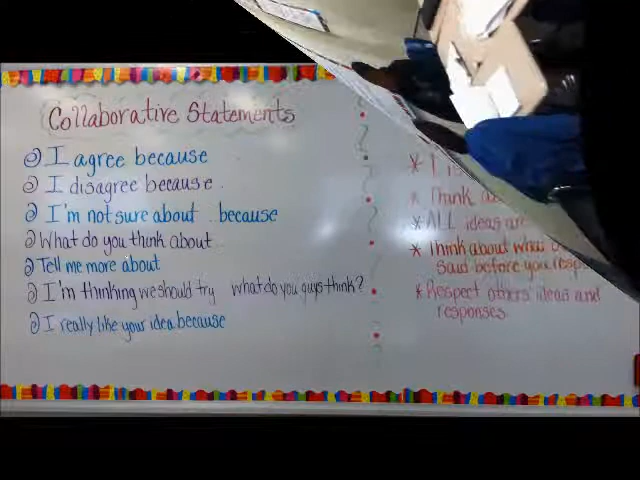 Collaborative Statements
I agree because
I disagree because
I'm not sure about because
What do you think about
Tell me more about
I'm thinking we should try what do you guys think?
I really like your idea because
* Think
* ALL ideas are
* Think about what
said before you
* Respect others' ideas and
responses